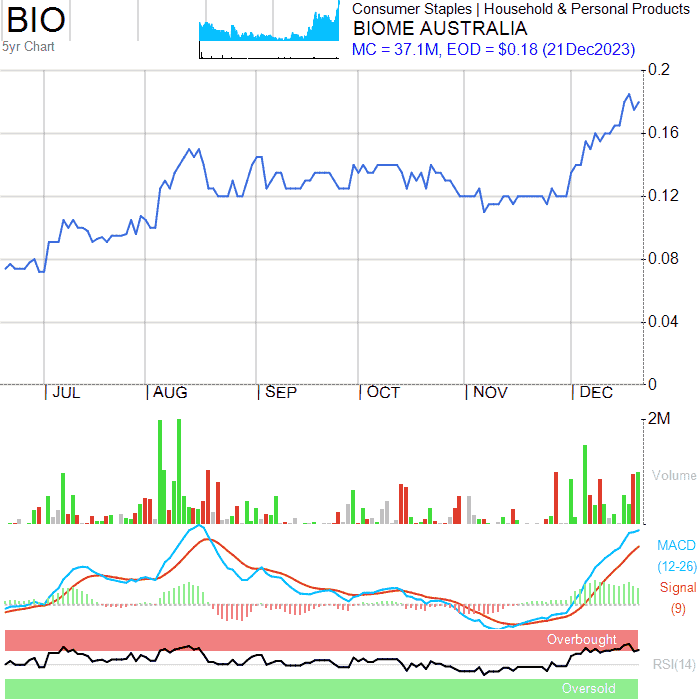 BIO
Consumer Staples | Household & Personal Products
BIOME AUSTRALIA
5yr Chart
MC = 37.1M, EOD = $0.18 (21Dec2023)
0.2
0.16
0.12
0.08
0.04
0
JUL AUG SEP OCT NOV DEC
2M
Volume
MACD
(12-26)
Signal
(9)
Overbought
RSI(14)
Oversold